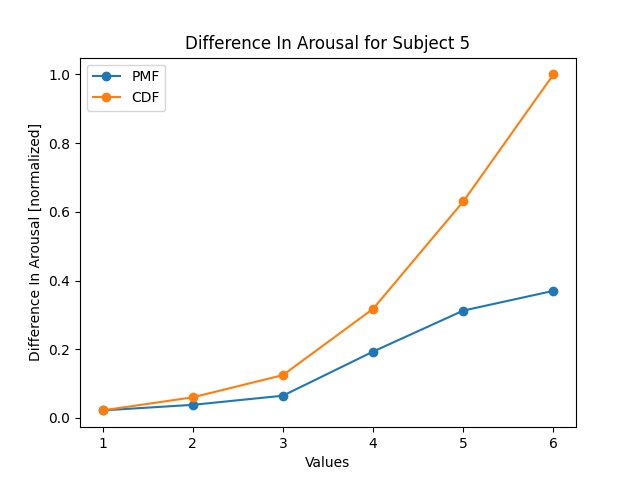 Difference In Arousal for Subject 5
PMF
CDF
1.0
0.8
0.6
0.4
0.2
0.0
Difference In Arousal [normalized]
1 2 3 4 5 6
Values